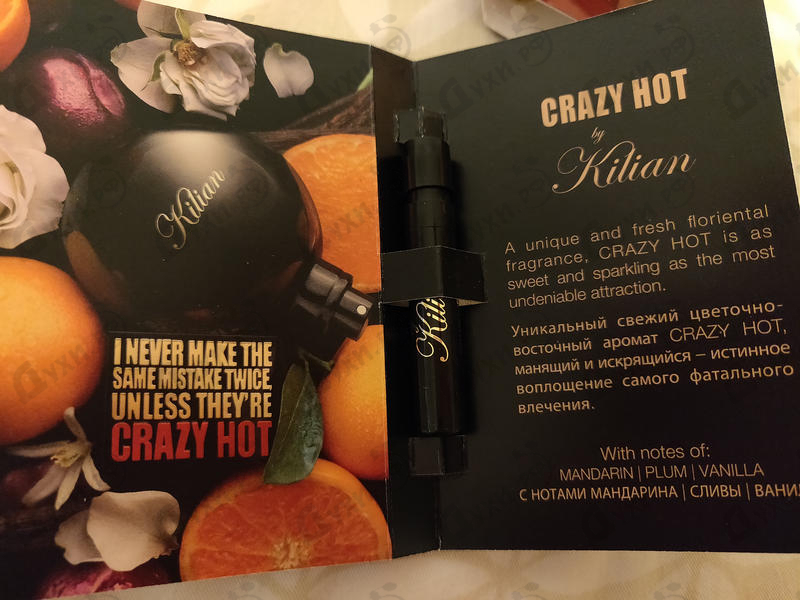 Kilian
I NEVER MAKE THE
SAME MISTAKE TWICE,
UNLESS THEY'RE
CRAZY HOT
Kili
CRAZY HOT
by
Kilian
A unique and fresh floriental
fragrance, CRAZY HOT is as
sweet and sparkling as the most
undeniable attraction.
Уникальный свежий цветочно-
восточный аромат CRAZY HOT,
манящий и искрящийся – истинное
воплощение самого фатального
влечения.
With notes of:
MANDARIN | PLUM | VANILLA
С НОТАМИ МАНДАРИНА | СЛИВЫ | ВАНИЛ